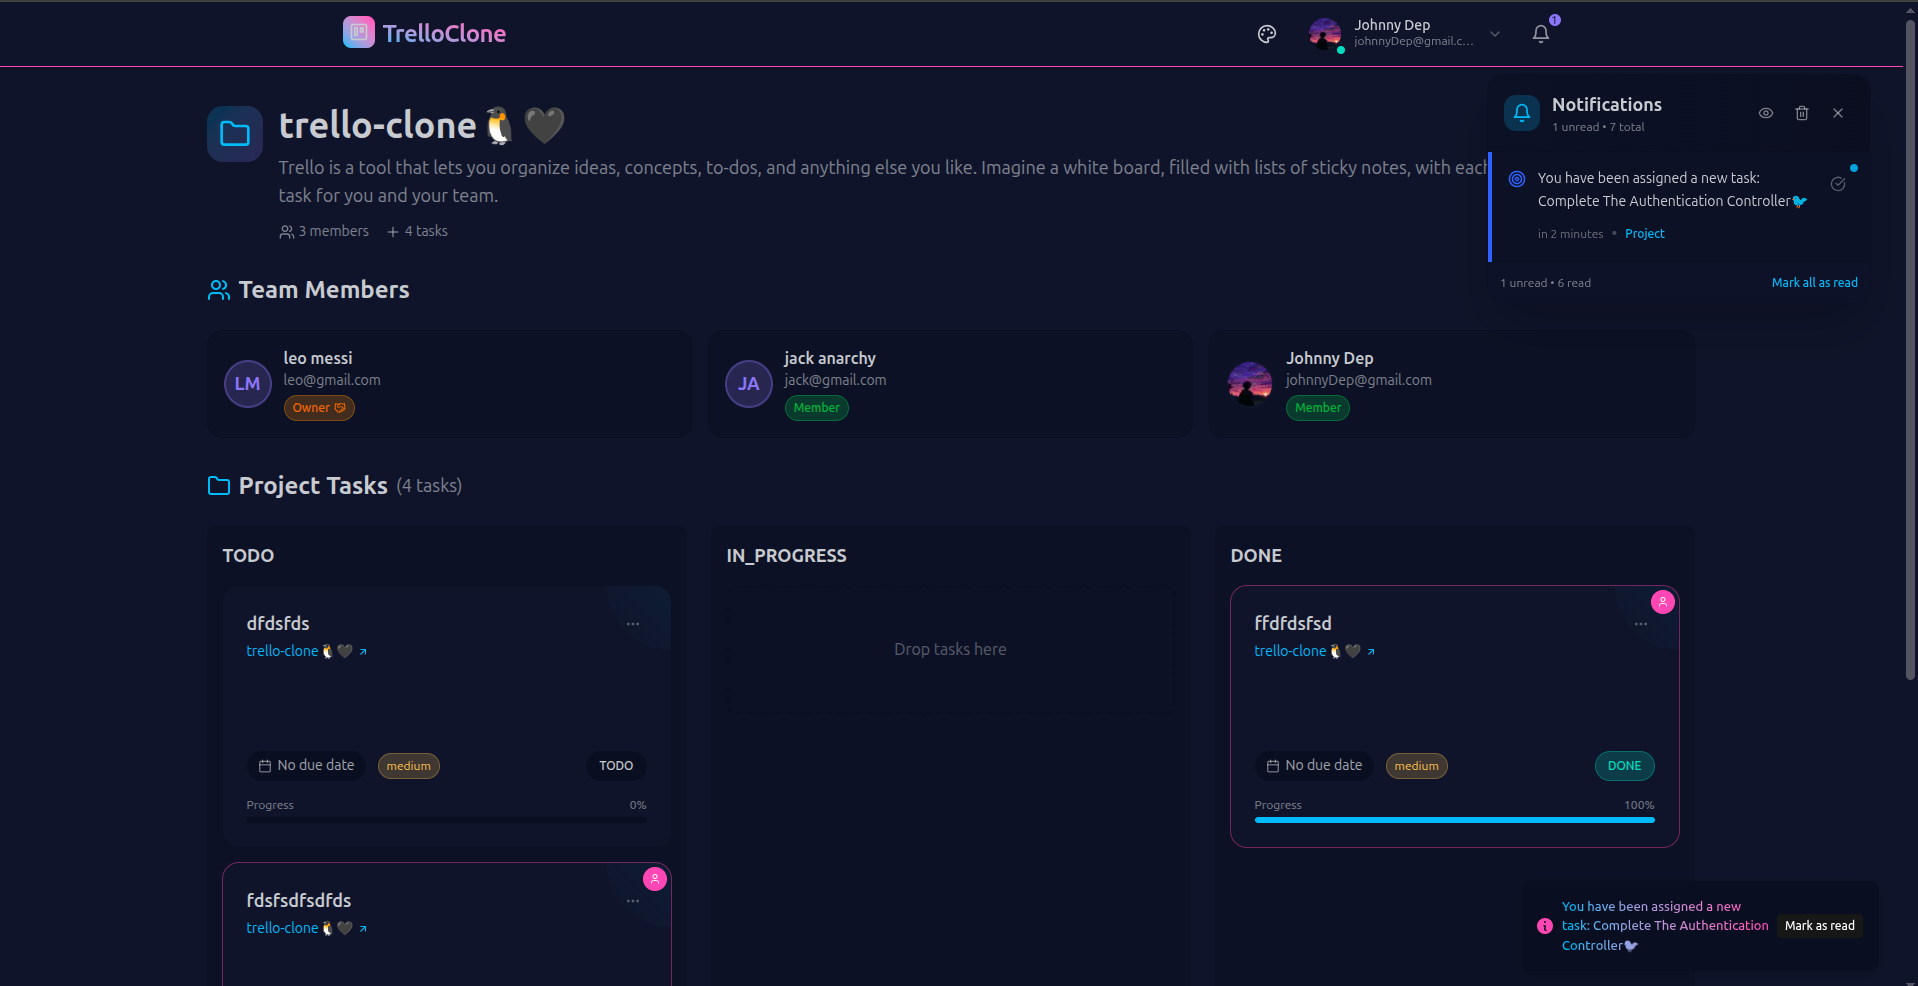 TrelloClone
Johnny Dep
johnnyDep@gmail.c...
1
trello-clone🐧🖤
Trello is a tool that lets you organize ideas, concepts, to-dos, and anything else you like. Imagine a white board, filled with lists of sticky notes, with each
task for you and your team.
3 members
4 tasks
Notifications
1 unread • 7 total
You have been assigned a new task:
Complete The Authentication Controller🐦
in 2 minutes • Project
1 unread • 6 read
Mark all as read
Team Members
LM
leo messi
leo@gmail.com
Owner
JA
jack anarchy
jack@gmail.com
Member
Johnny Dep
johnnyDep@gmail.com
Member
Project Tasks (4 tasks)
TODO
dfdsfds
trello-clone🐧🖤
No due date
medium
TODO
Progress
0%
fdsfsdfsdfds
trello-clone🐧🖤
IN_PROGRESS
Drop tasks here
DONE
ffdfdsfsd
trello-clone🐧🖤
No due date
medium
DONE
Progress
100%
You have been assigned a new
task: Complete The Authentication
Controller🐦
Mark as read